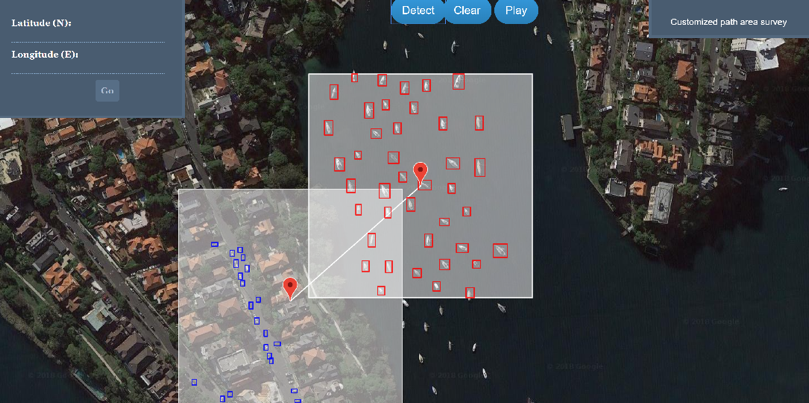 Latitude (N):
Longitude (E):
Go
Detect
Clear
Play
Customized path area survey